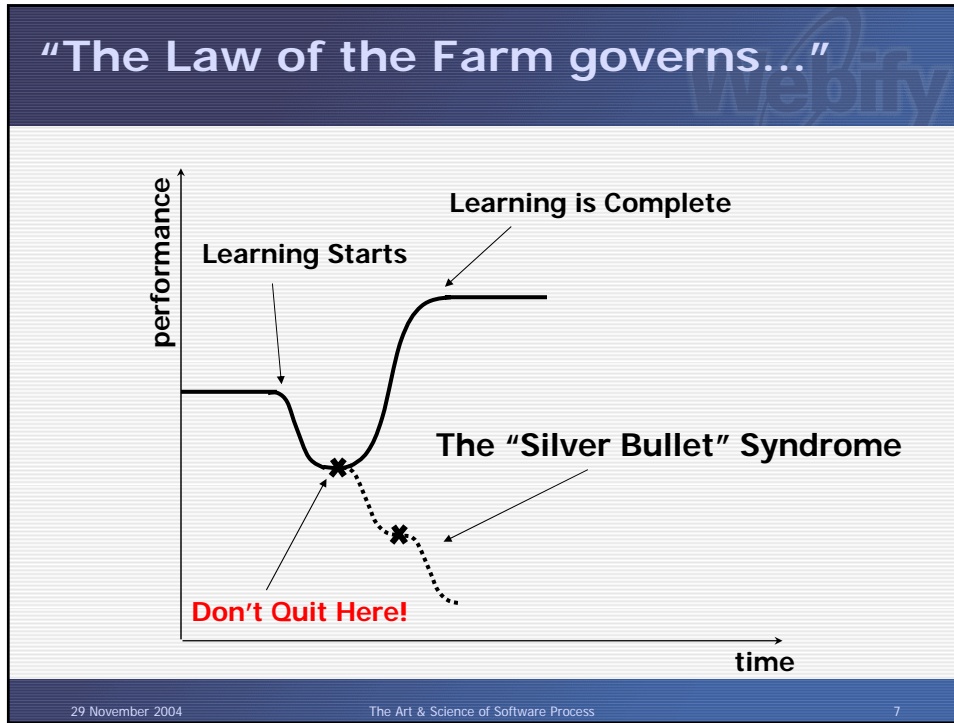 “The Law of the Farm governs…”
Webify
performance
Learning is Complete
Learning Starts
The “Silver Bullet” Syndrome
Don’t Quit Here!
time
29 November 2004
The Art & Science of Software Process
7